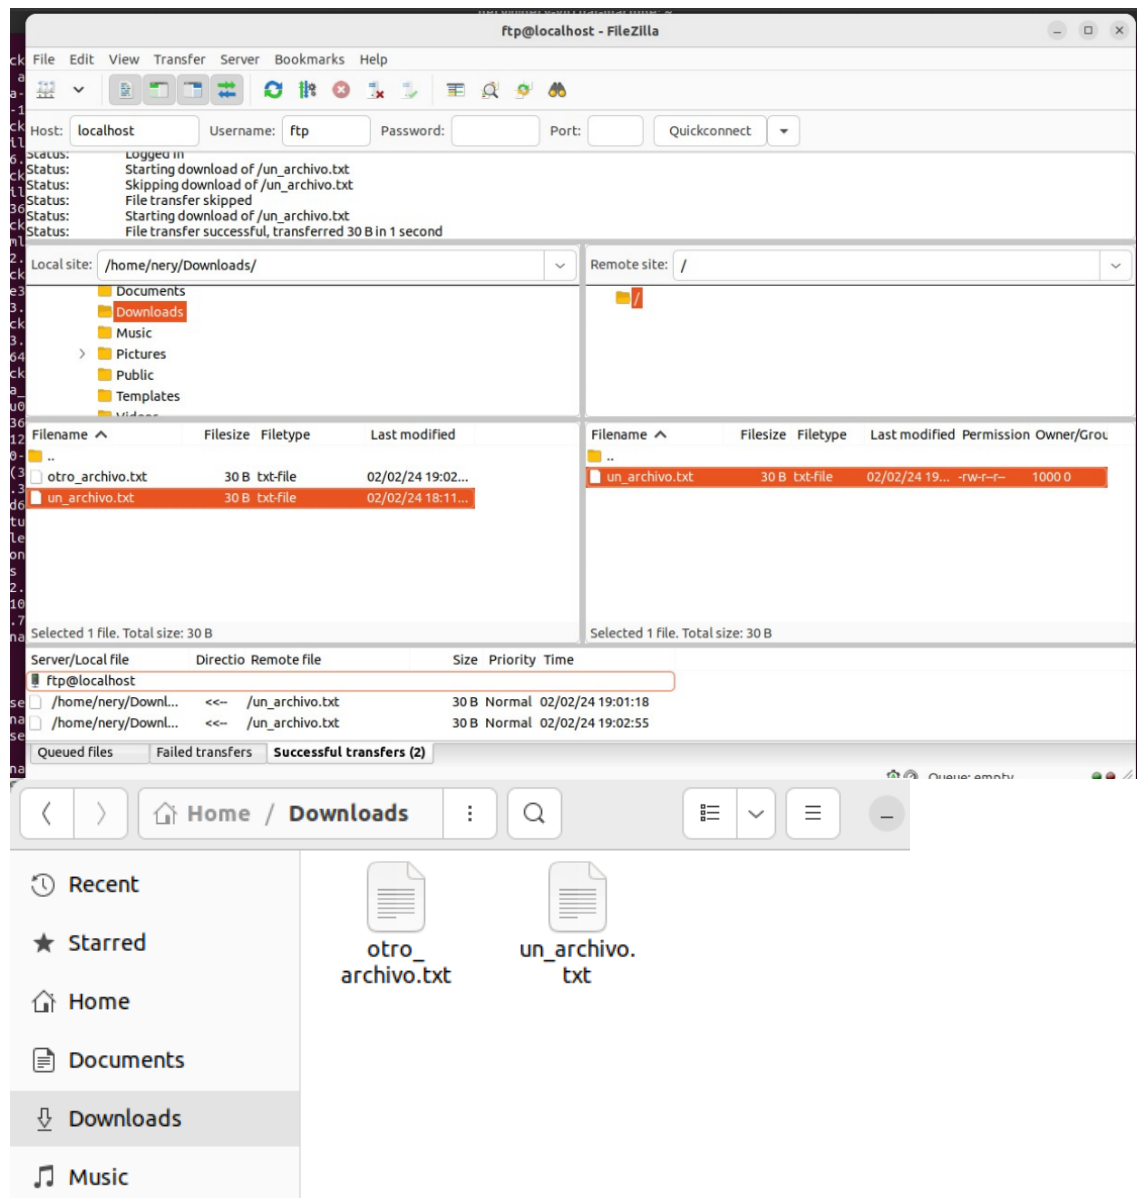 ftp@localhost - FileZilla
File Edit View Transfer Server Bookmarks Help
Host: localhost Username: ftp Password: Port: Quickconnect
Status: Logged in
Status: Starting download of /un_archivo.txt
Status: Skipping download of /un_archivo.txt
Status: File transfer skipped
Status: Starting download of /un_archivo.txt
Status: File transfer successful, transferred 30 B in 1 second
Local site: /home/nery/Downloads/
Remote site: /
Documents
/
Downloads
Music
Pictures
Public
Templates
Videos
Filename Filesize Filetype Last modified
..
otro_archivo.txt 30 B txt-file 02/02/24 19:02...
un_archivo.txt 30 B txt-file 02/02/24 18:11...
Selected 1 file. Total size: 30 B
Filename Filesize Filetype Last modified Permission Owner/Grou
..
un_archivo.txt 30 B txt-file 02/02/24 19... -rw-r--r-- 1000 0
Selected 1 file. Total size: 30 B
Server/Local file Directio Remote file Size Priority Time
ftp@localhost
/home/nery/Downl... <<-- /un_archivo.txt 30 B Normal 02/02/24 19:01:18
/home/nery/Downl... <<-- /un_archivo.txt 30 B Normal 02/02/24 19:02:55
Queued files Failed transfers Successful transfers (2)
Queue: empty
Home / Downloads
Recent
Starred
Home
Documents
Downloads
Music
otro_
archivo.txt
un_archivo.
txt